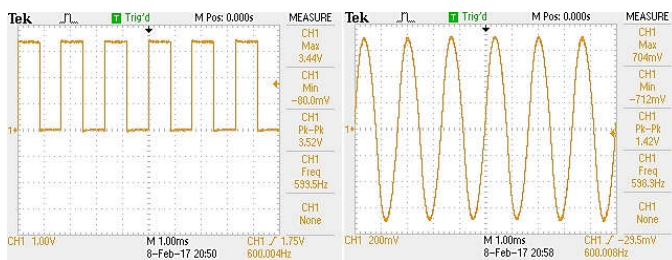 Tek T Trig'd M Pos: 0.000s MEASURE
CH1
Max
3.44V
CH1
Min
-80.0mV
CH1
Pk-Pk
3.52V
CH1
Freq
599.5Hz
CH1
None
1
CH1 1.00V M 1.00ms CH1 / 1.75V
8-Feb-17 20:50 600.004Hz
Tek T Trig'd M Pos: 0.000s MEASURE
CH1
Max
704mV
CH1
Min
-712mV
CH1
Pk-Pk
1.42V
CH1
Freq
598.3Hz
CH1
None
1
CH1 200mV M 1.00ms CH1 / -29.5mV
8-Feb-17 20:58 600.008Hz